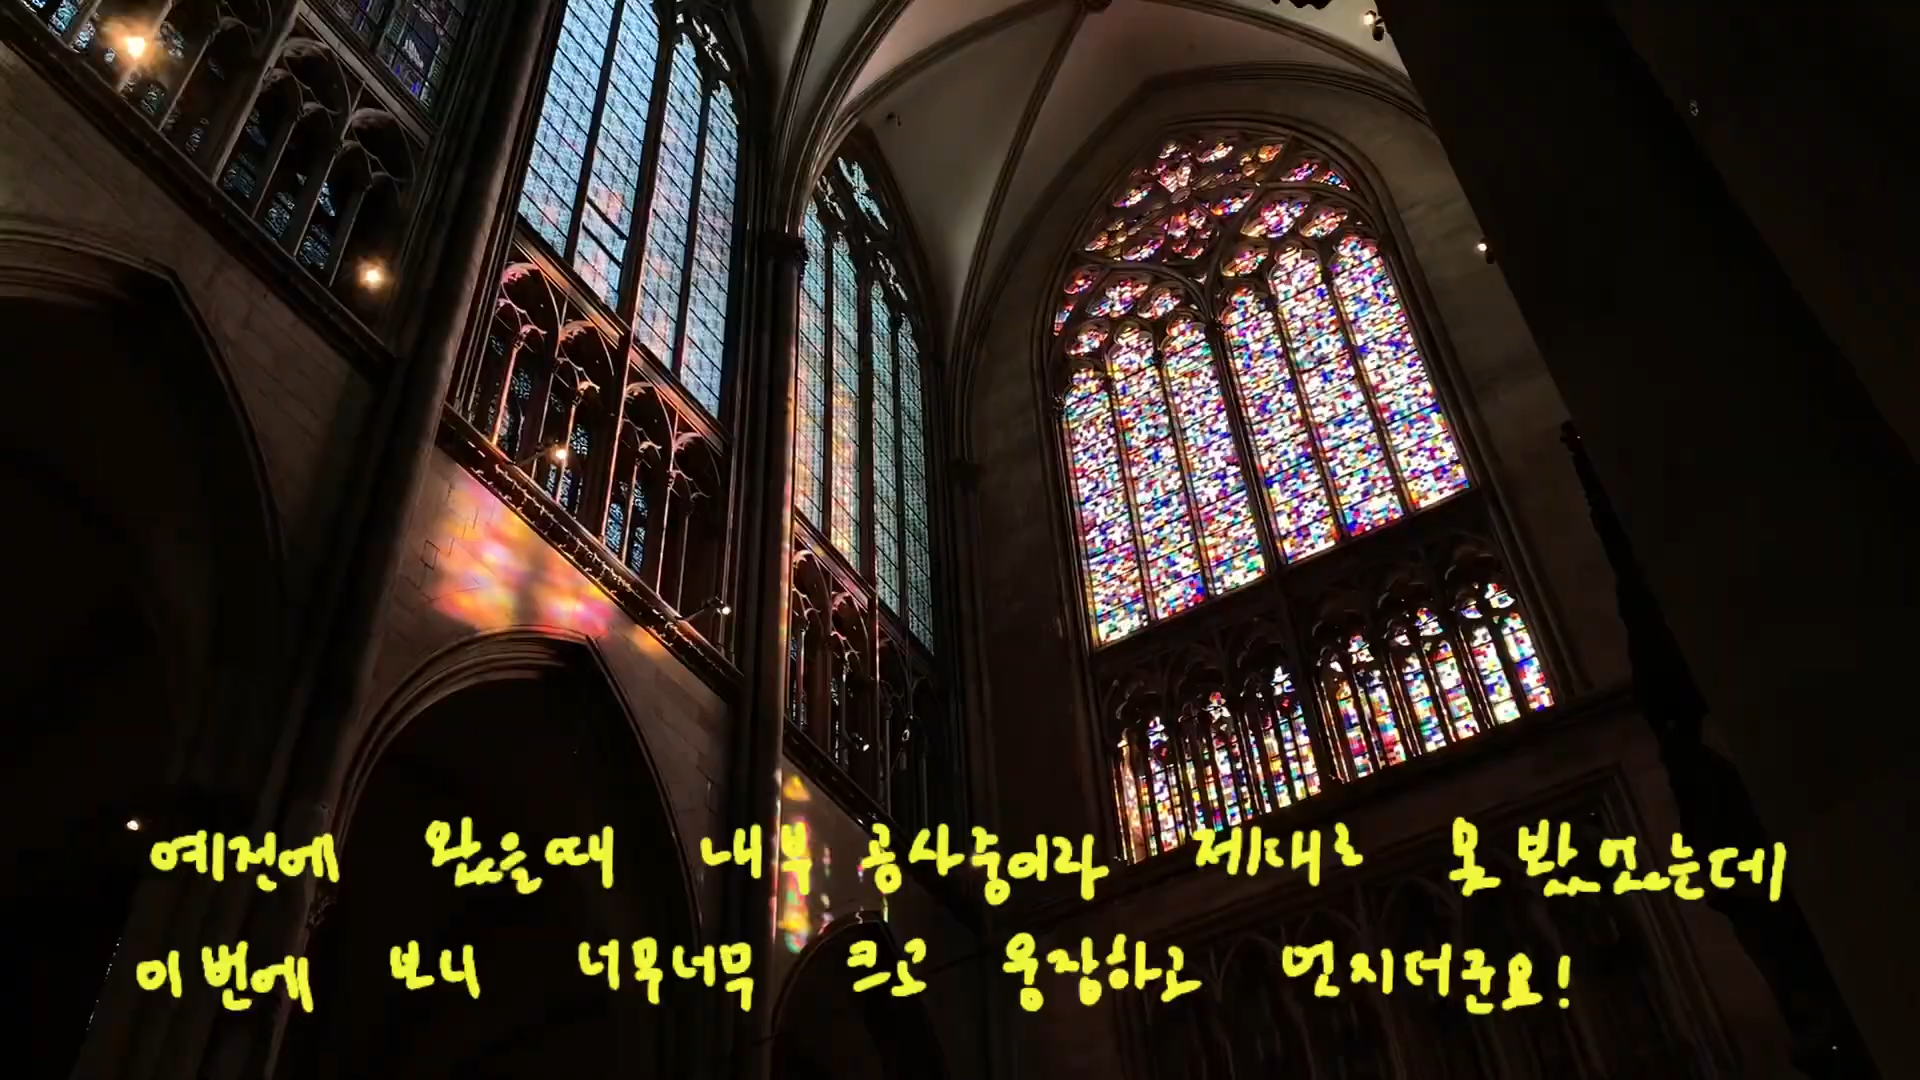 예전에 왔을때 내부 공사중이라 제대로 못 봤었는데
이번에 보니 너무너무 크고 웅장하고 먼지더군요!